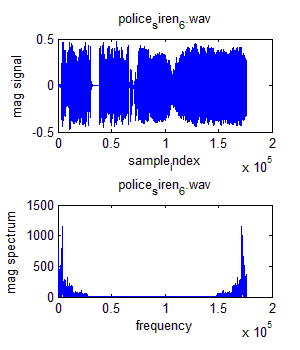 police_siren_6.wav
0.5
0
-0.5
mag signal
0 0.5 1 1.5 2
sample_index
x 10^5
police_siren_6.wav
1500
1000
500
0
mag spectrum
0 0.5 1 1.5 2
frequency
x 10^5